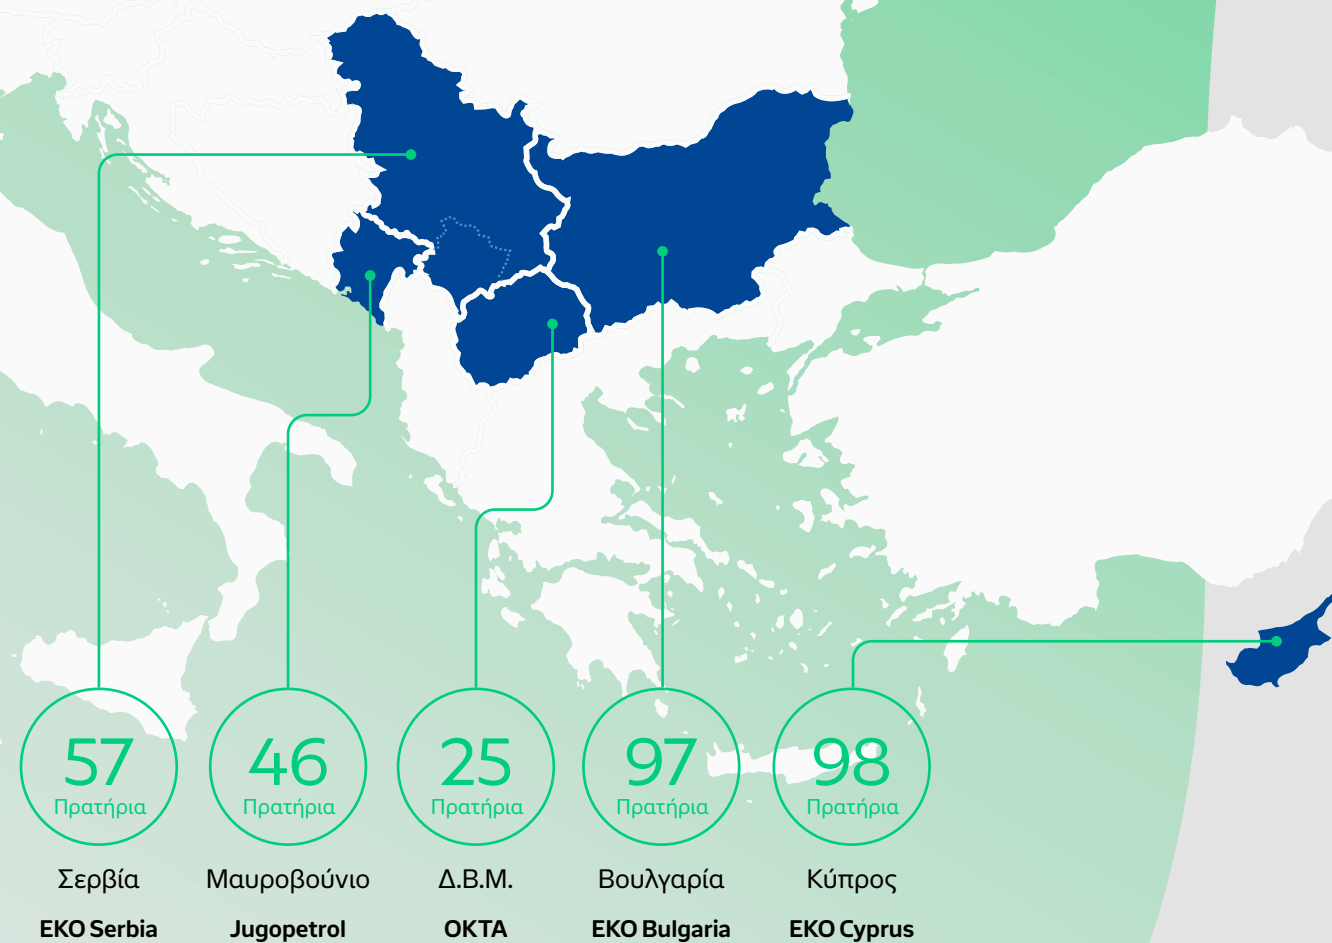 57
Πρατήρια
Σερβία
EKO Serbia
46
Πρατήρια
Μαυροβούνιο
Jugopetrol
25
Πρατήρια
Δ.Β.Μ.
OKTA
97
Πρατήρια
Βουλγαρία
EKO Bulgaria
98
Πρατήρια
Κύπρος
EKO Cyprus